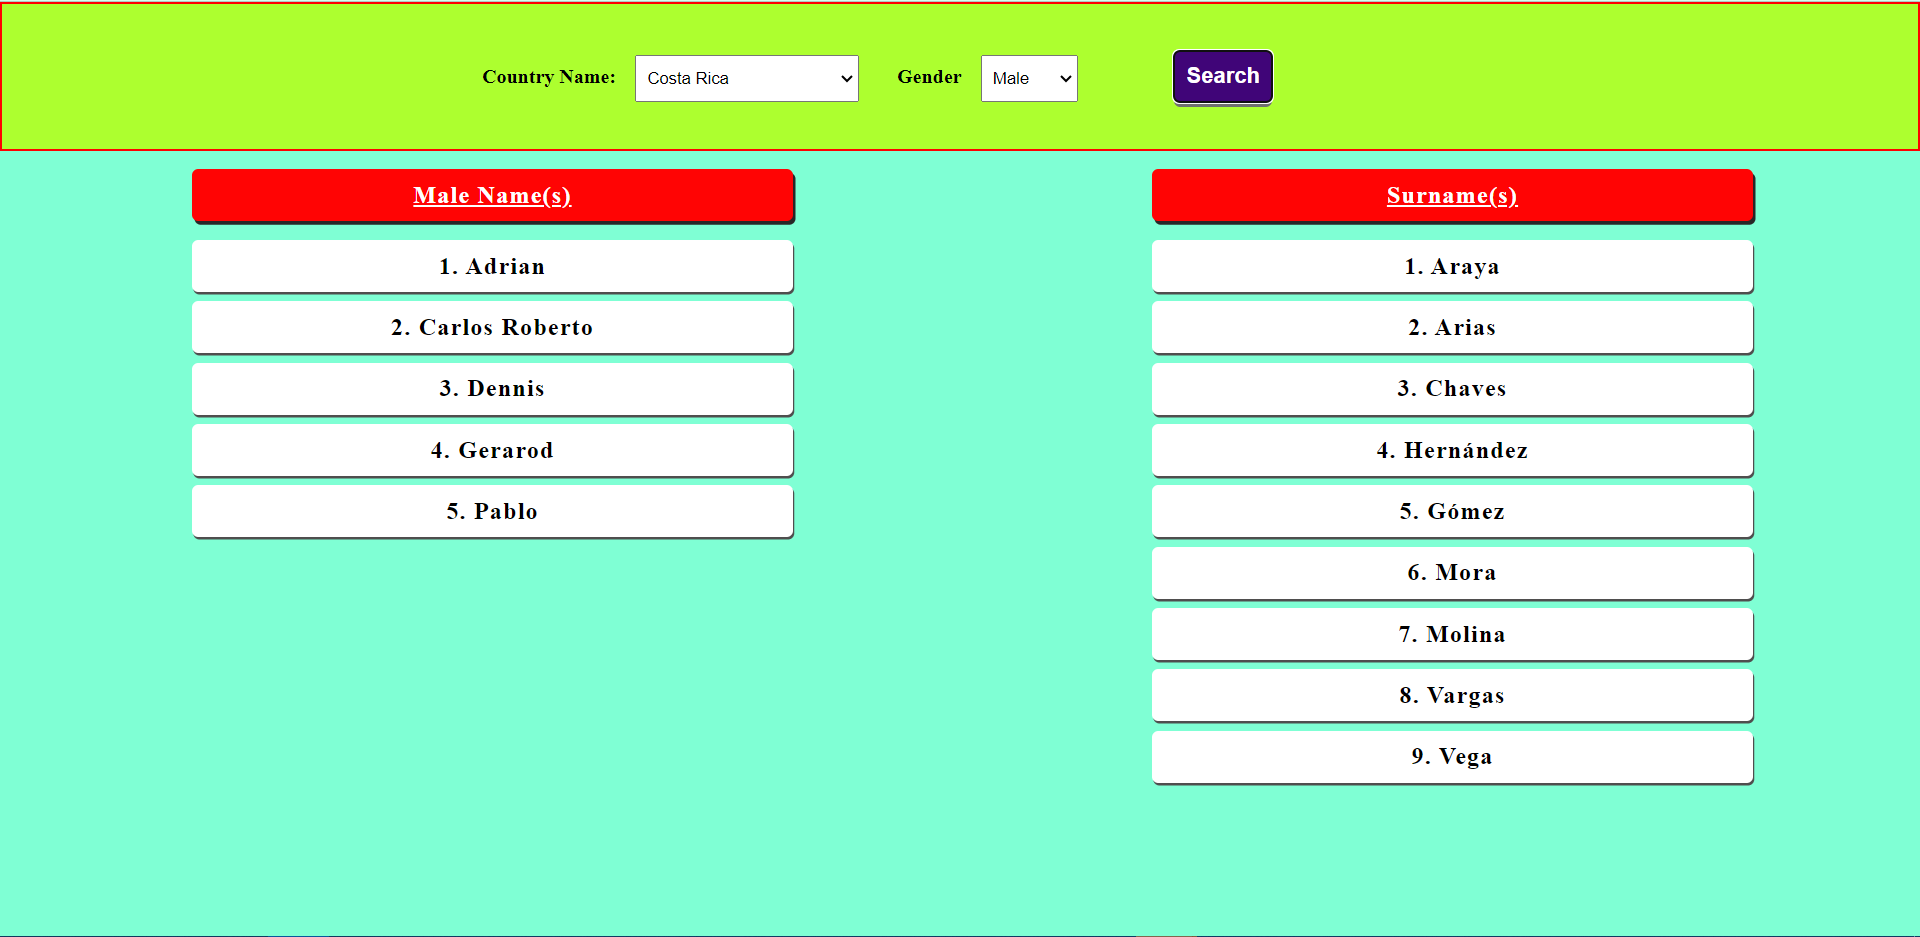 Country Name: Costa Rica Gender Male Search
Male Name(s)
1. Adrian
2. Carlos Roberto
3. Dennis
4. Gerarod
5. Pablo
Surname(s)
1. Araya
2. Arias
3. Chaves
4. Hernández
5. Gómez
6. Mora
7. Molina
8. Vargas
9. Vega